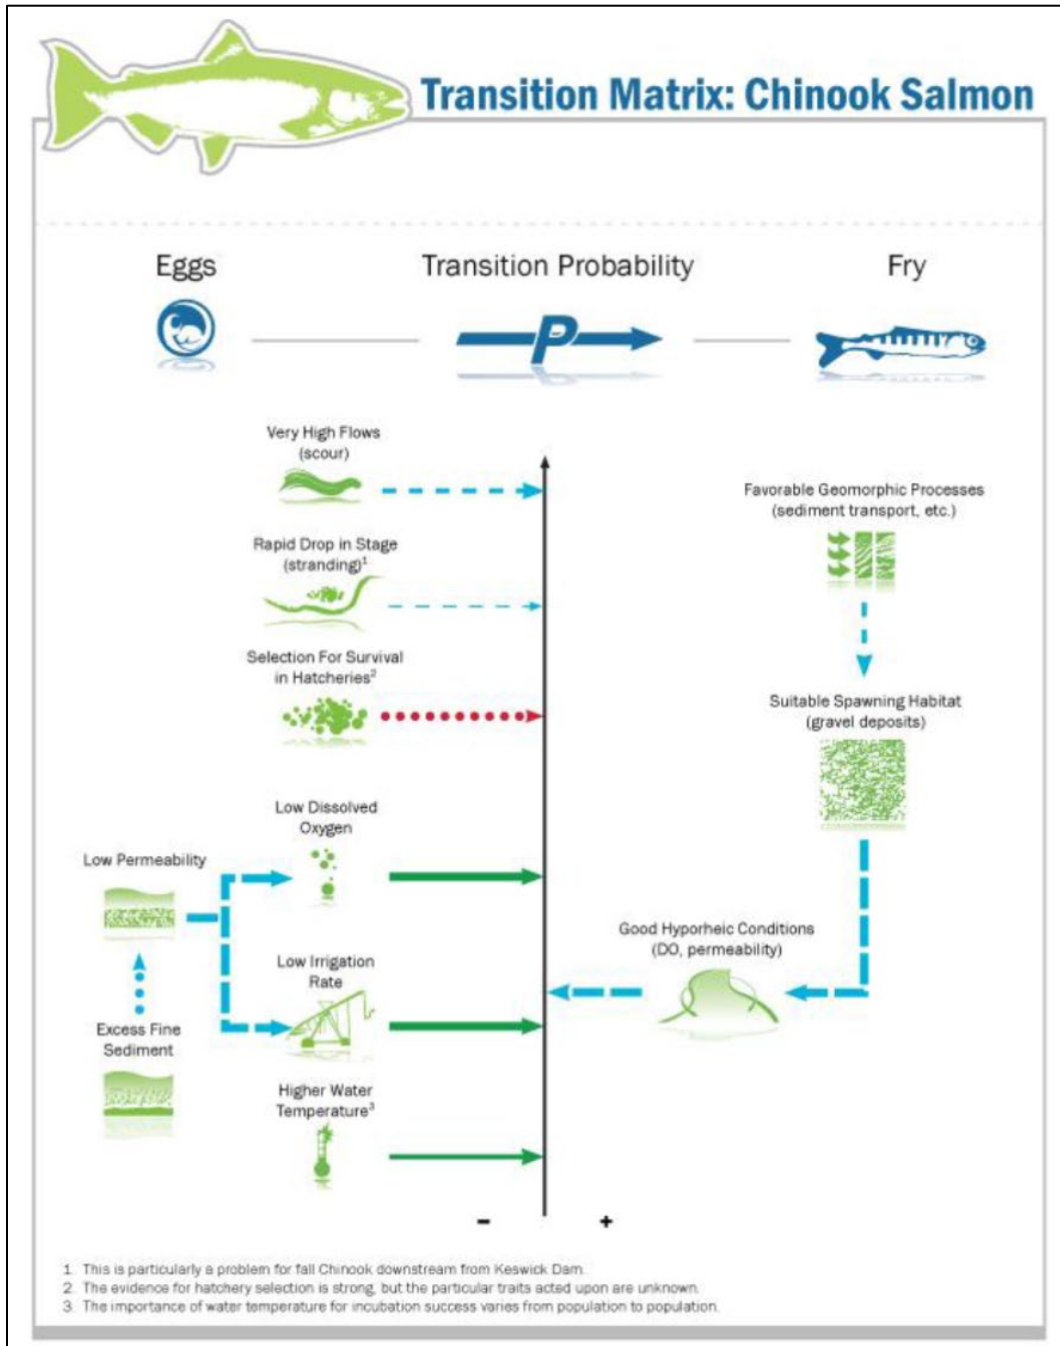 Transition Matrix: Chinook Salmon
Eggs
Transition Probability
Fry
P
Very High Flows
(scour)
Rapid Drop in Stage
(stranding)1
Selection For Survival
in Hatcheries2
Low Dissolved
Oxygen
Low Permeability
Low Irrigation
Rate
Excess Fine
Sediment
Higher Water
Temperature3
Favorable Geomorphic Processes
(sediment transport, etc.)
Suitable Spawning Habitat
(gravel deposits)
Good Hyporheic Conditions
(DO, permeability)
- +
1. This is particularly a problem for fall Chinook downstream from Keswick Dam.
2. The evidence for hatchery selection is strong, but the particular traits acted upon are unknown.
3. The importance of water temperature for incubation success varies from population to population.